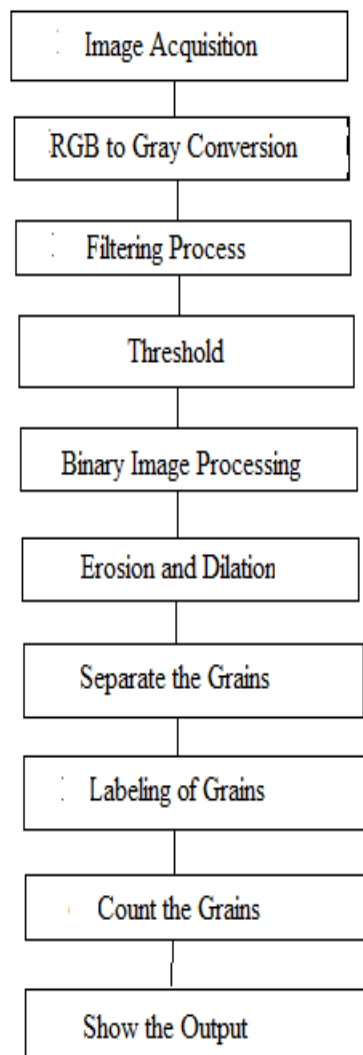 Image Acquisition
RGB to Gray Conversion
Filtering Process
Threshold
Binary Image Processing
Erosion and Dilation
Separate the Grains
Labeling of Grains
Count the Grains
Show the Output